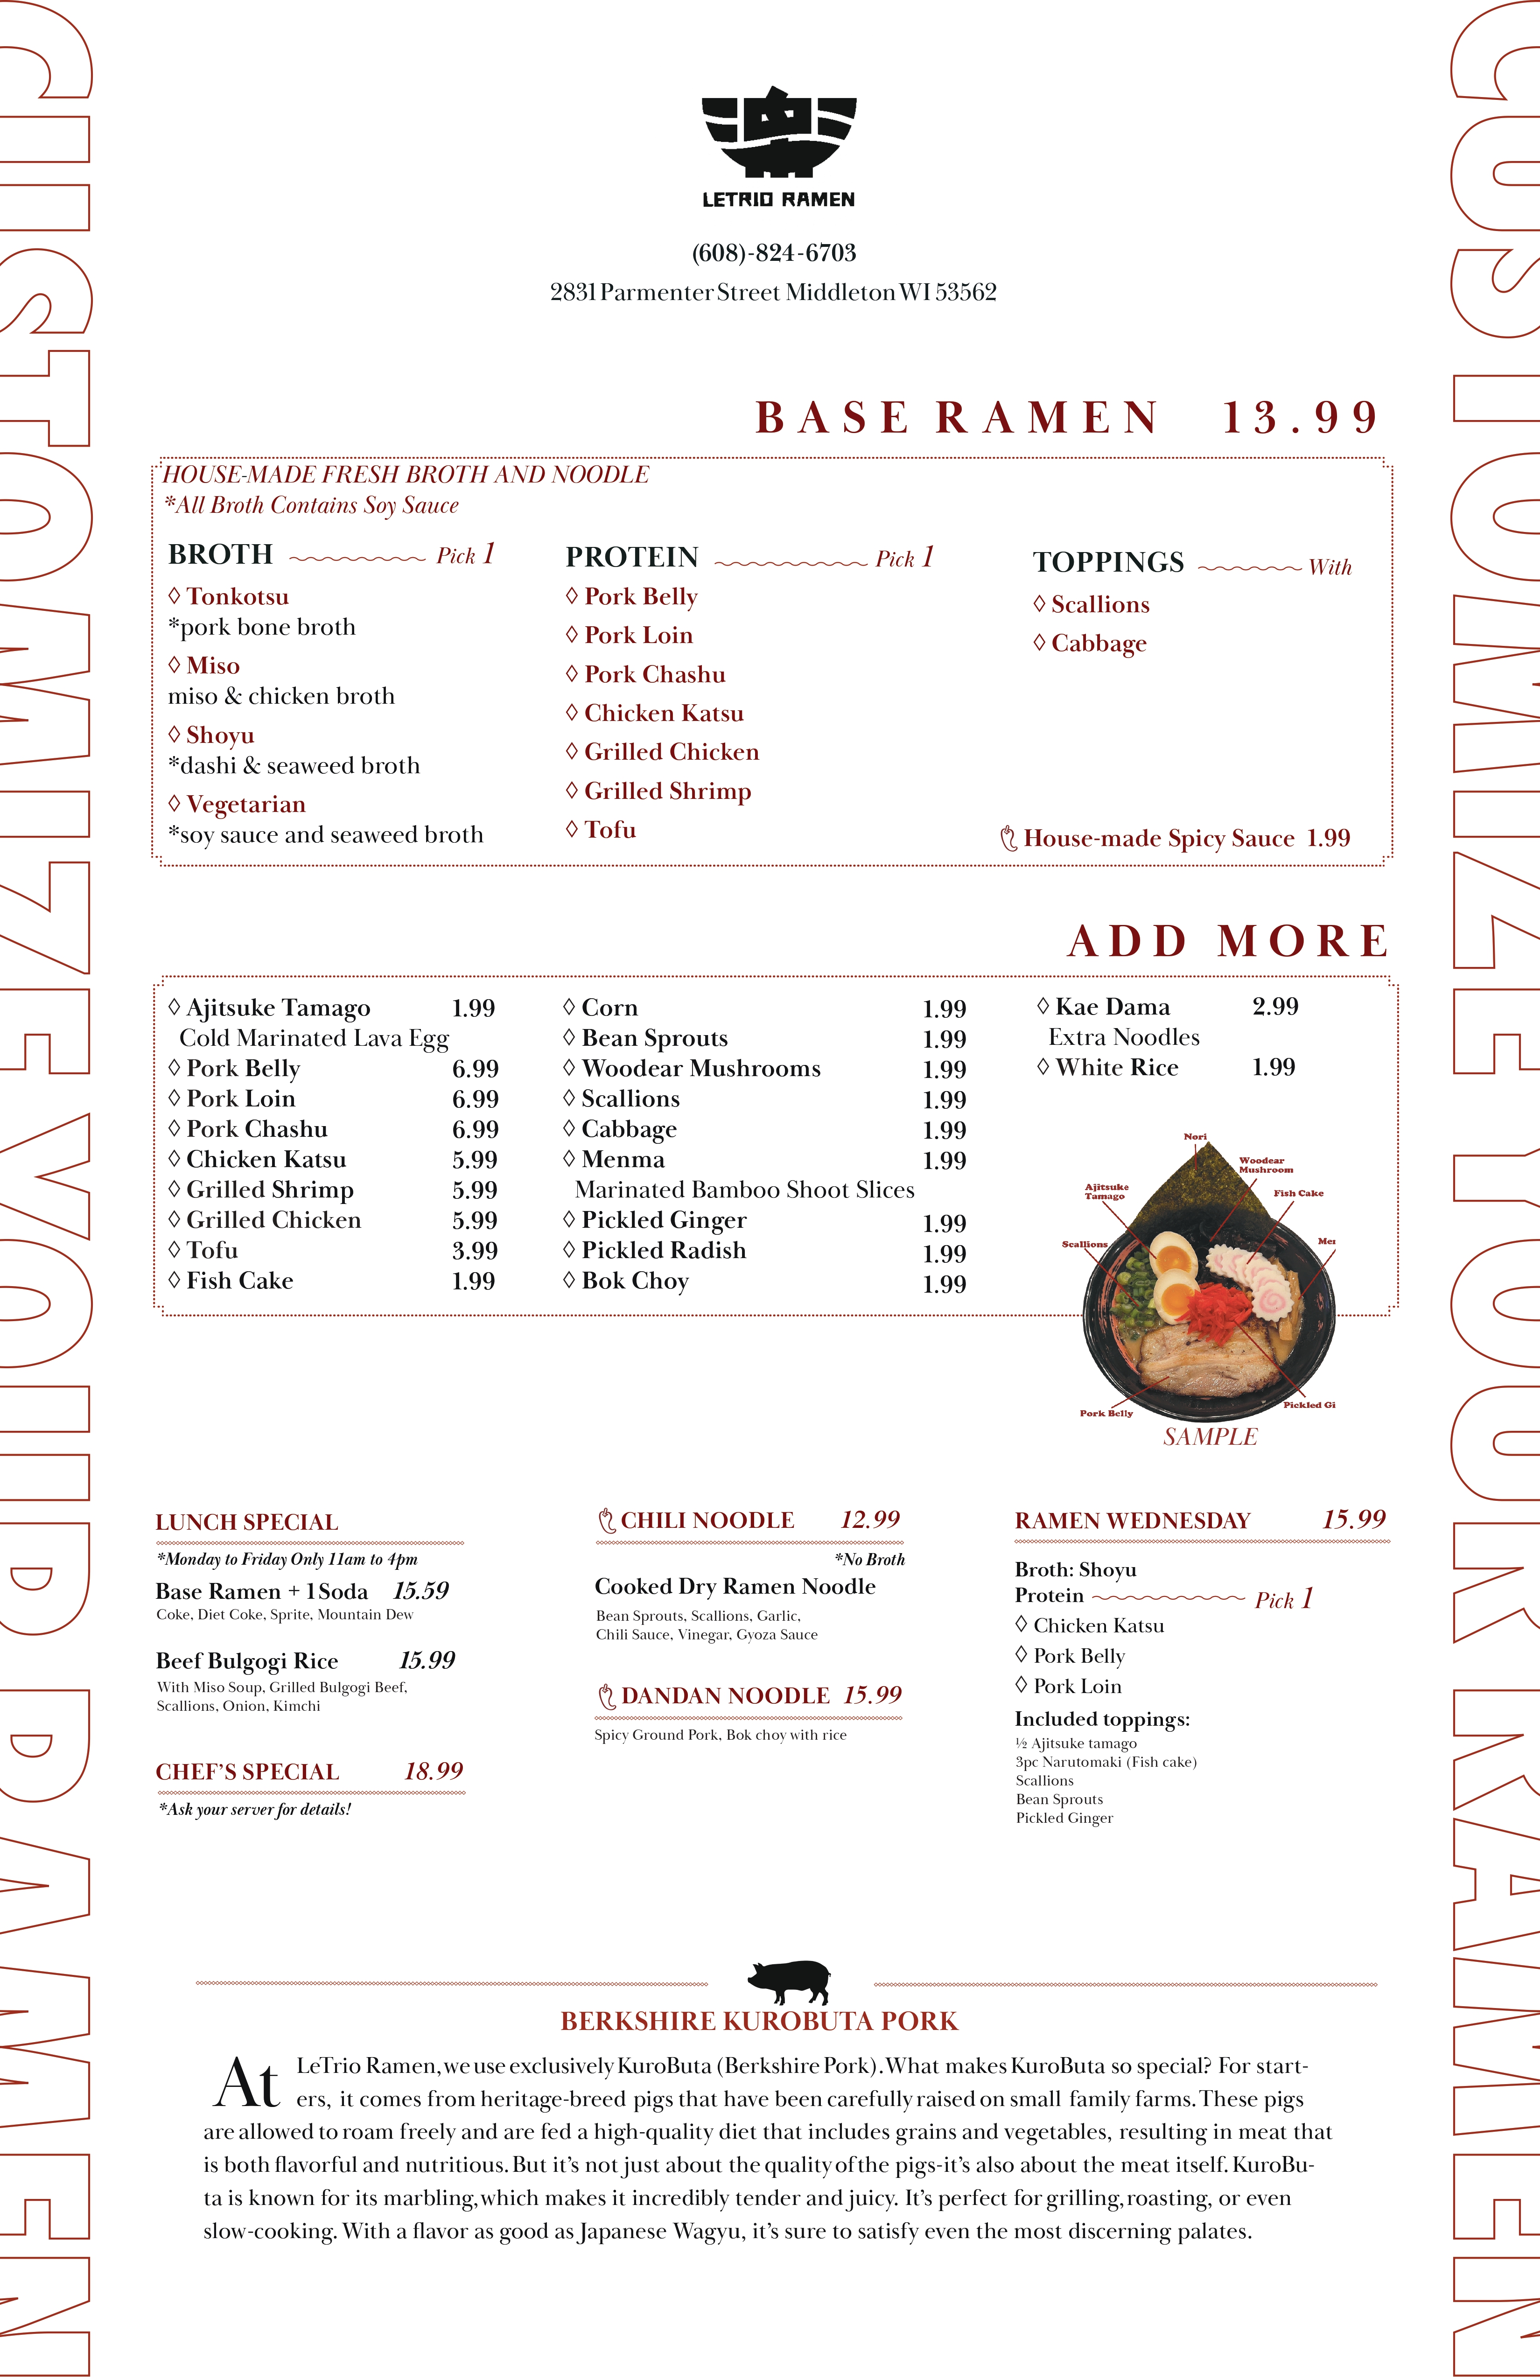 CUSTOMIZE YOUR RAMEN
CUSTOMIZE YOUR RAMEN
LETRIO RAMEN
(608)-824-6703
2831 Parmenter Street Middleton WI 53562
BASE RAMEN 13.99
HOUSE-MADE FRESH BROTH AND NOODLE
*All Broth Contains Soy Sauce
BROTH Pick 1
◊ Tonkotsu
*pork bone broth
◊ Miso
miso & chicken broth
◊ Shoyu
*dashi & seaweed broth
◊ Vegetarian
*soy sauce and seaweed broth
PROTEIN Pick 1
◊ Pork Belly
◊ Pork Loin
◊ Pork Chashu
◊ Chicken Katsu
◊ Grilled Chicken
◊ Grilled Shrimp
◊ Tofu
TOPPINGS With
◊ Scallions
◊ Cabbage
House-made Spicy Sauce 1.99
ADD MORE
◊ Ajitsuke Tamago 1.99
Cold Marinated Lava Egg
◊ Pork Belly 6.99
◊ Pork Loin 6.99
◊ Pork Chashu 6.99
◊ Chicken Katsu 5.99
◊ Grilled Shrimp 5.99
◊ Grilled Chicken 5.99
◊ Tofu 3.99
◊ Fish Cake 1.99
◊ Corn 1.99
◊ Bean Sprouts 1.99
◊ Woodear Mushrooms 1.99
◊ Scallions 1.99
◊ Cabbage 1.99
◊ Menma 1.99
Marinated Bamboo Shoot Slices
◊ Pickled Ginger 1.99
◊ Pickled Radish 1.99
◊ Bok Choy 1.99
◊ Kae Dama 2.99
Extra Noodles
◊ White Rice 1.99
Nori
Woodear
Mushroom
Ajitsuke
Tamago
Fish Cake
Scallions
Mer
Pork Belly
Pickled Gi
SAMPLE
LUNCH SPECIAL
*Monday to Friday Only 11am to 4pm
Base Ramen + 1 Soda 15.59
Coke, Diet Coke, Sprite, Mountain Dew
Beef Bulgogi Rice 15.99
With Miso Soup, Grilled Bulgogi Beef,
Scallions, Onion, Kimchi
CHEF'S SPECIAL 18.99
*Ask your server for details!
CHILI NOODLE 12.99
*No Broth
Cooked Dry Ramen Noodle
Bean Sprouts, Scallions, Garlic,
Chili Sauce, Vinegar, Gyoza Sauce
DANDAN NOODLE 15.99
Spicy Ground Pork, Bok choy with rice
RAMEN WEDNESDAY 15.99
Broth: Shoyu
Protein Pick 1
◊ Chicken Katsu
◊ Pork Belly
◊ Pork Loin
Included toppings:
½ Ajitsuke tamago
3pc Narutomaki (Fish cake)
Scallions
Bean Sprouts
Pickled Ginger
BERKSHIRE KUROBUTA PORK
At LeTrio Ramen, we use exclusively KuroButa (Berkshire Pork). What makes KuroButa so special? For start-
ers, it comes from heritage-breed pigs that have been carefully raised on small family farms. These pigs
are allowed to roam freely and are fed a high-quality diet that includes grains and vegetables, resulting in meat that
is both flavorful and nutritious. But it's not just about the quality of the pigs-it's also about the meat itself. KuroBu-
ta is known for its marbling, which makes it incredibly tender and juicy. It's perfect for grilling, roasting, or even
slow-cooking. With a flavor as good as Japanese Wagyu, it's sure to satisfy even the most discerning palates.